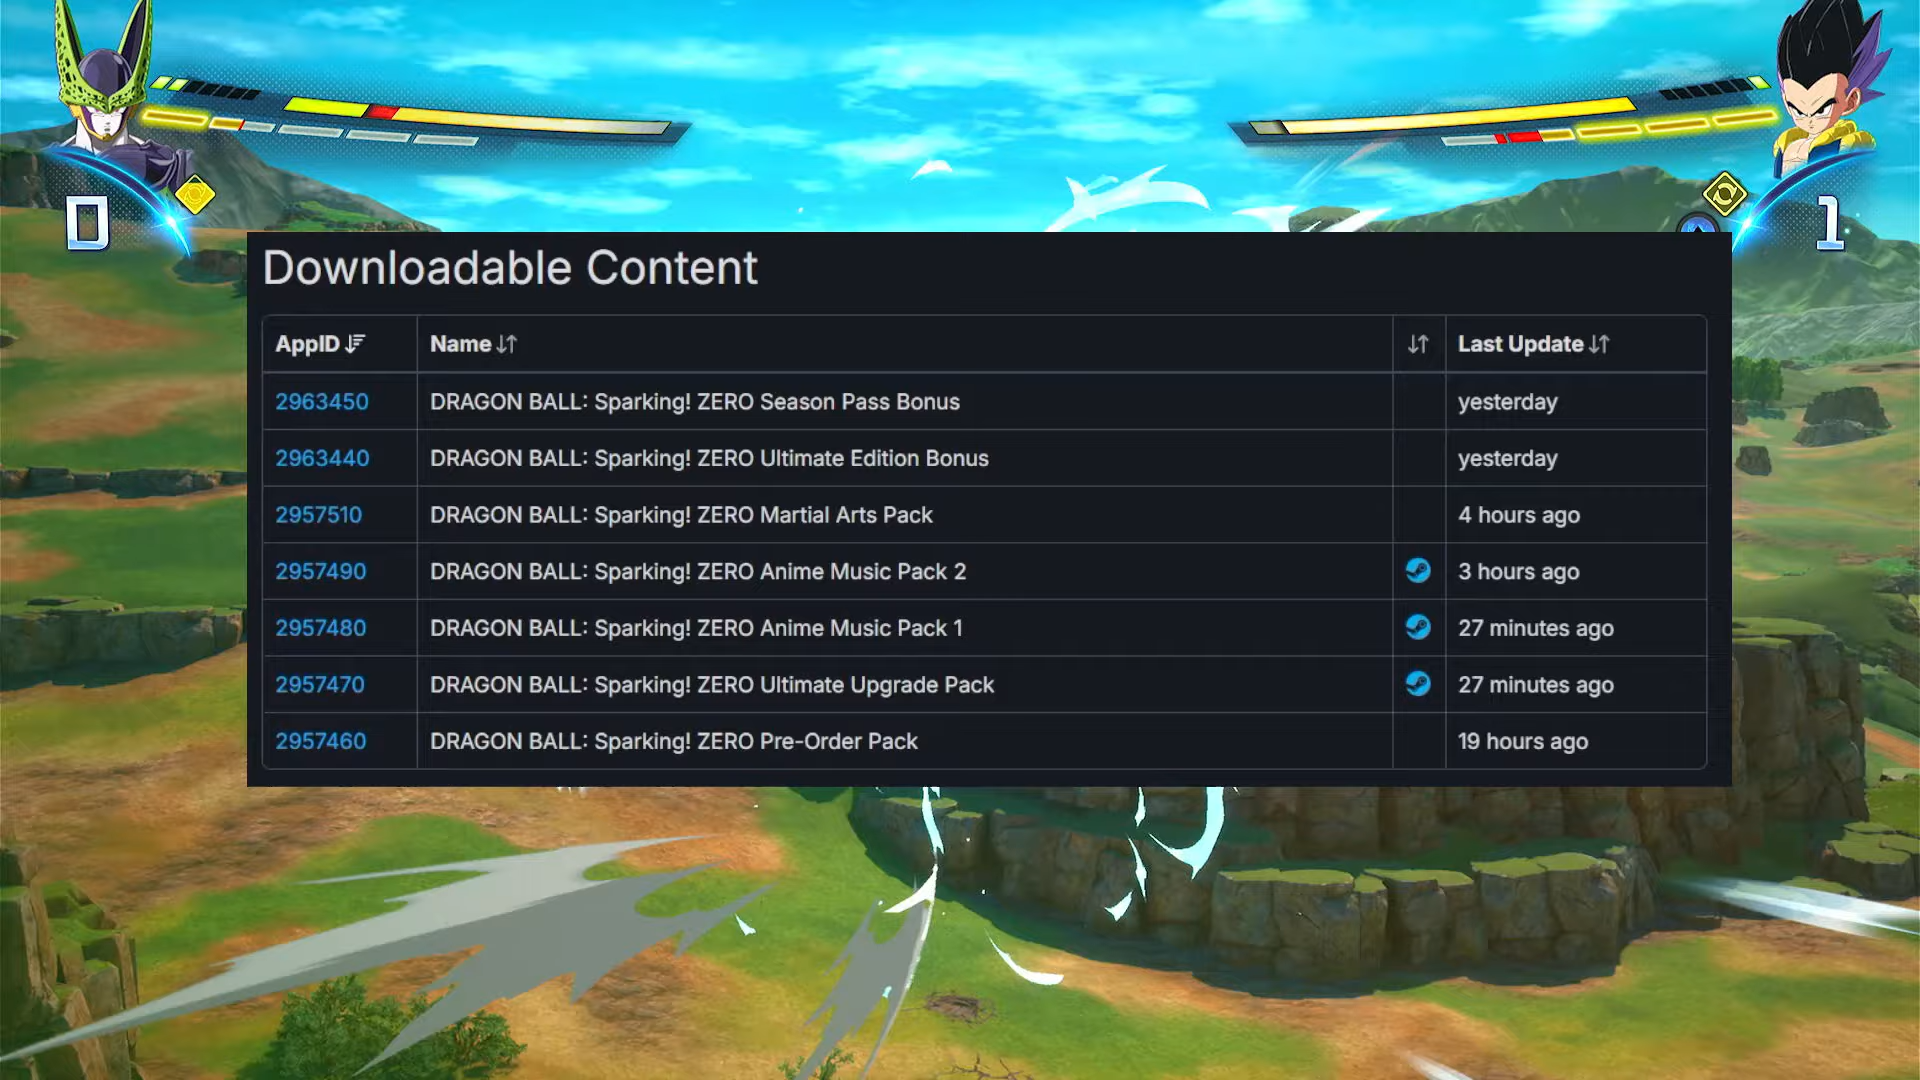 0
1
Downloadable Content
AppID Name Last Update
2963450 DRAGON BALL: Sparking! ZERO Season Pass Bonus yesterday
2963440 DRAGON BALL: Sparking! ZERO Ultimate Edition Bonus yesterday
2957510 DRAGON BALL: Sparking! ZERO Martial Arts Pack 4 hours ago
2957490 DRAGON BALL: Sparking! ZERO Anime Music Pack 2 3 hours ago
2957480 DRAGON BALL: Sparking! ZERO Anime Music Pack 1 27 minutes ago
2957470 DRAGON BALL: Sparking! ZERO Ultimate Upgrade Pack 27 minutes ago
2957460 DRAGON BALL: Sparking! ZERO Pre-Order Pack 19 hours ago